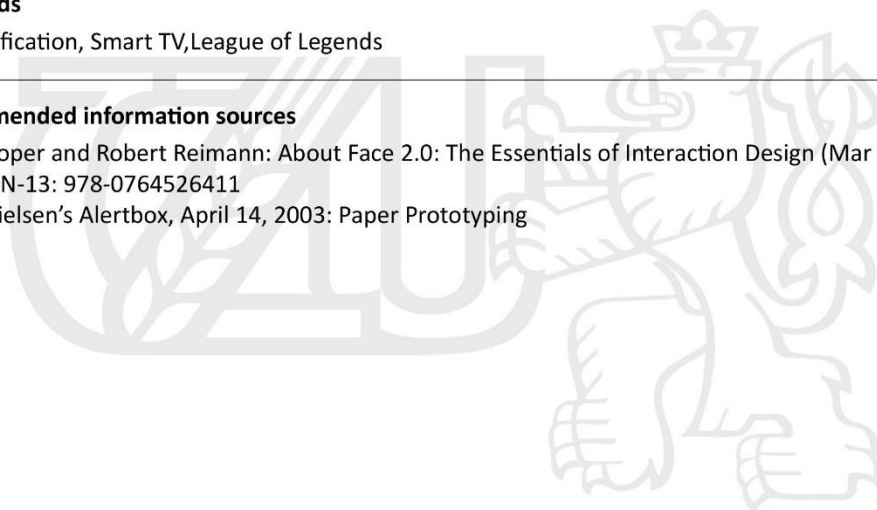 ds
fication, Smart TV,League of Legends
mended information sources
oper and Robert Reimann: About Face 2.0: The Essentials of Interaction Design (Mar
N-13: 978-0764526411
ielsen's Alertbox, April 14, 2003: Paper Prototyping